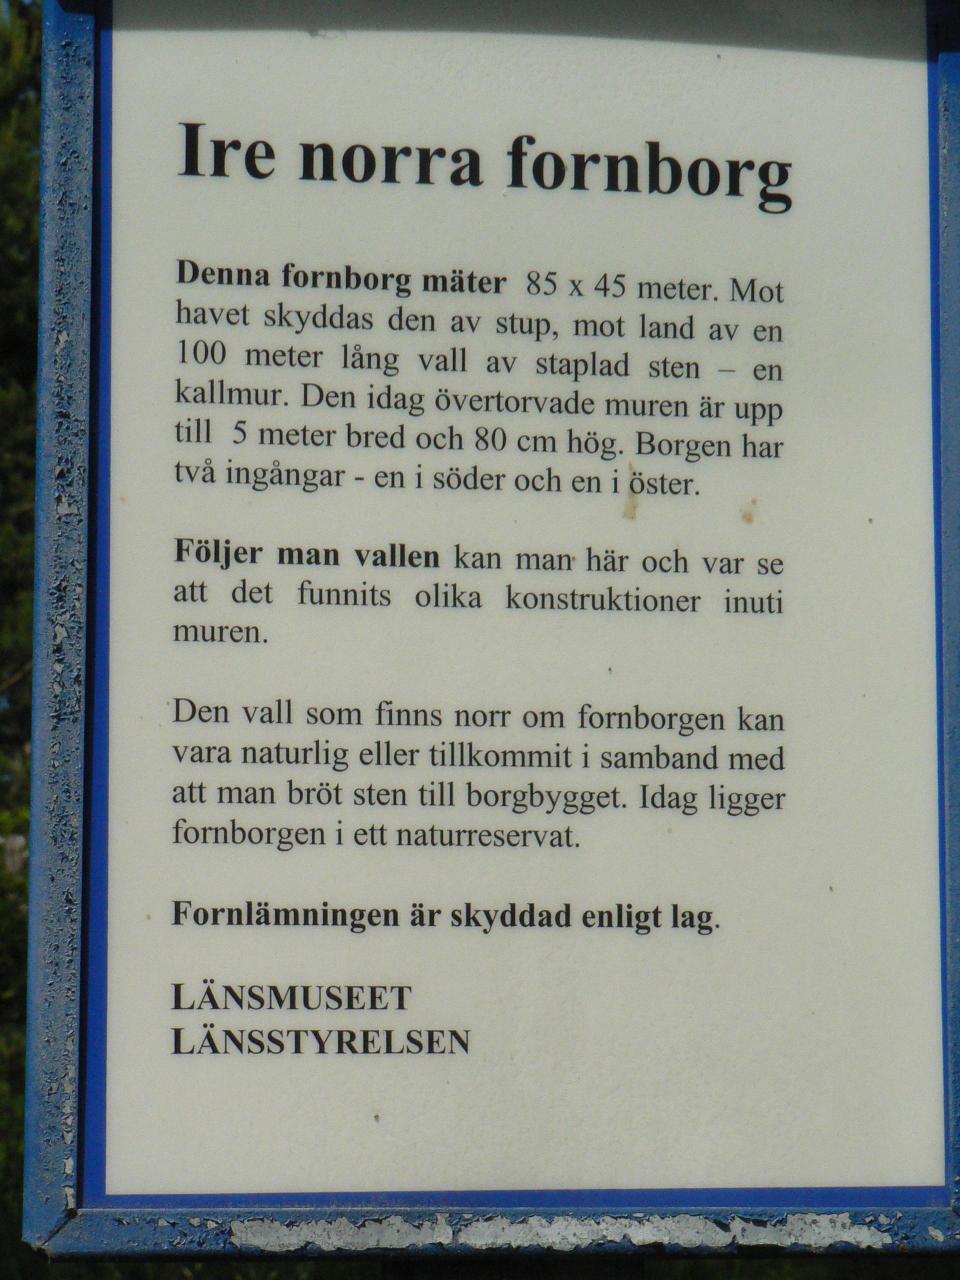 Ire norra fornborg
Denna fornborg mäter 85 x 45 meter. Mot
havet skyddas den av stup, mot land av en
100 meter lång vall av staplad sten – en
kallmur. Den idag övertorvade muren är upp
till 5 meter bred och 80 cm hög. Borgen har
två ingångar - en i söder och en i öster.
Följer man vallen kan man här och var se
att det funnits olika konstruktioner inuti
muren.
Den vall som finns norr om fornborgen kan
vara naturlig eller tillkommit i samband med
att man bröt sten till borgbygget. Idag ligger
fornborgen i ett naturreservat.
Fornlämningen är skyddad enligt lag.
LÄNSMUSEET
LÄNSSTYRELSEN